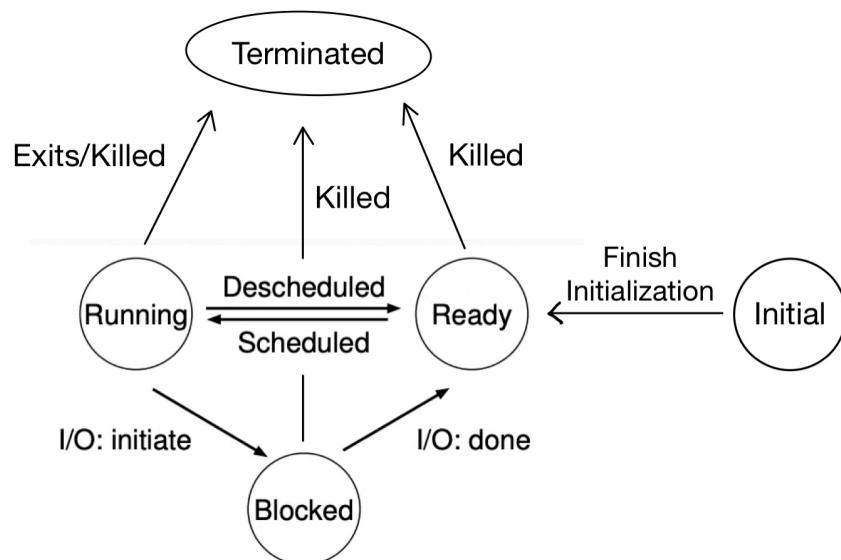 Terminated
Exits/Killed
Killed
Killed
Finish
Initialization
Descheduled
Running
Ready
Initial
Scheduled
I/O: initiate
I/O: done
Blocked